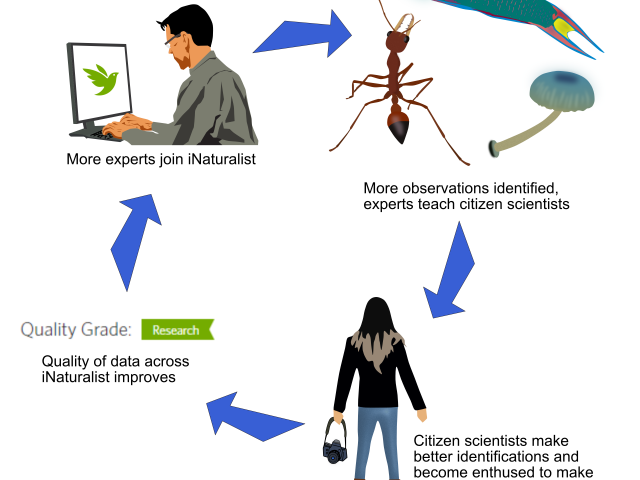 More experts join iNaturalist
More observations identified,
experts teach citizen scientists
Quality Grade: Research
Quality of data across
iNaturalist improves
Citizen scientists make
better identifications and
become enthused to make